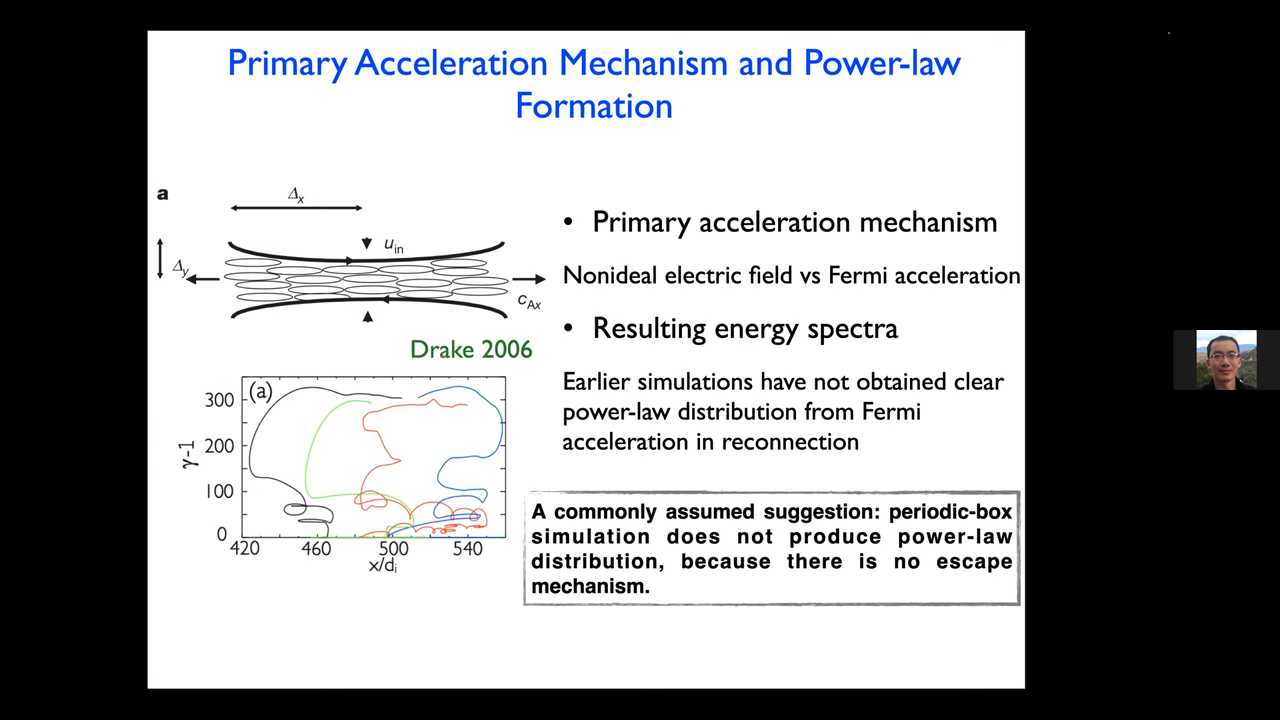 Primary Acceleration Mechanism and Power-law
Formation
a
Δx
uin
Δy
cAx
Drake 2006
• Primary acceleration mechanism
Nonideal electric field vs Fermi acceleration
• Resulting energy spectra
Earlier simulations have not obtained clear
power-law distribution from Fermi
acceleration in reconnection
(a)
300
200
100
0
γ-1
420 460 500 540
x/di
A commonly assumed suggestion: periodic-box
simulation does not produce power-law
distribution, because there is no escape
mechanism.